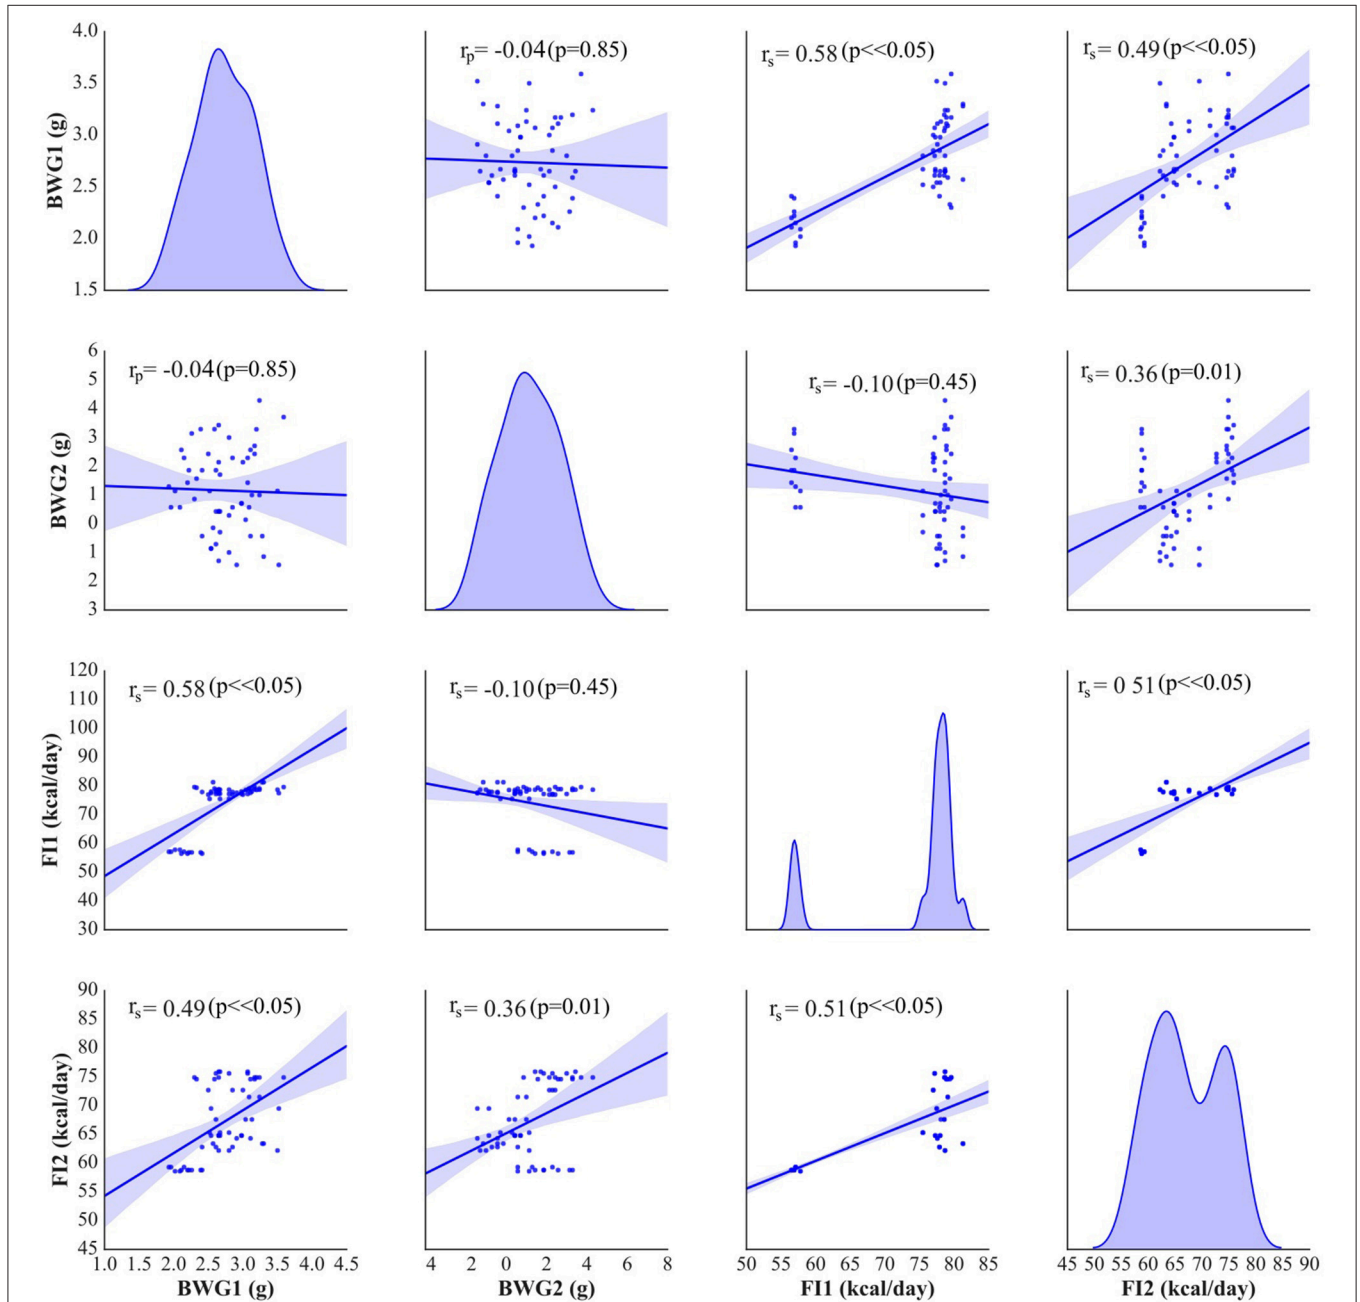 4.0
3.5
3.0
2.5
2.0
1.5
BWG1 (g)
rp= -0.04(p=0.85)
rs= 0.58(p<<0.05)
rs= 0.49(p<<0.05)
6
5
4
3
2
1
0
1
2
3
BWG2 (g)
rp= -0.04(p=0.85)
rs= -0.10(p=0.45)
rs= 0.36(p=0.01)
120
110
100
90
80
70
60
50
40
30
FI1 (kcal/day)
rs= 0.58(p<<0.05)
rs= -0.10(p=0.45)
rs= 0 51(p<<0.05)
90
85
80
75
70
65
60
55
50
45
FI2 (kcal/day)
rs= 0.49(p<<0.05)
rs= 0.36(p=0.01)
rs= 0.51(p<<0.05)
1.0 2.0 2.5 3.0 4.0 4.5
4 2 0 2 4 6 8
50 60 65 70 75 80 85
45 55 60 65 70 75 80 85 90
BWG1 (g)
BWG2 (g)
FI1 (kcal/day)
FI2 (kcal/day)